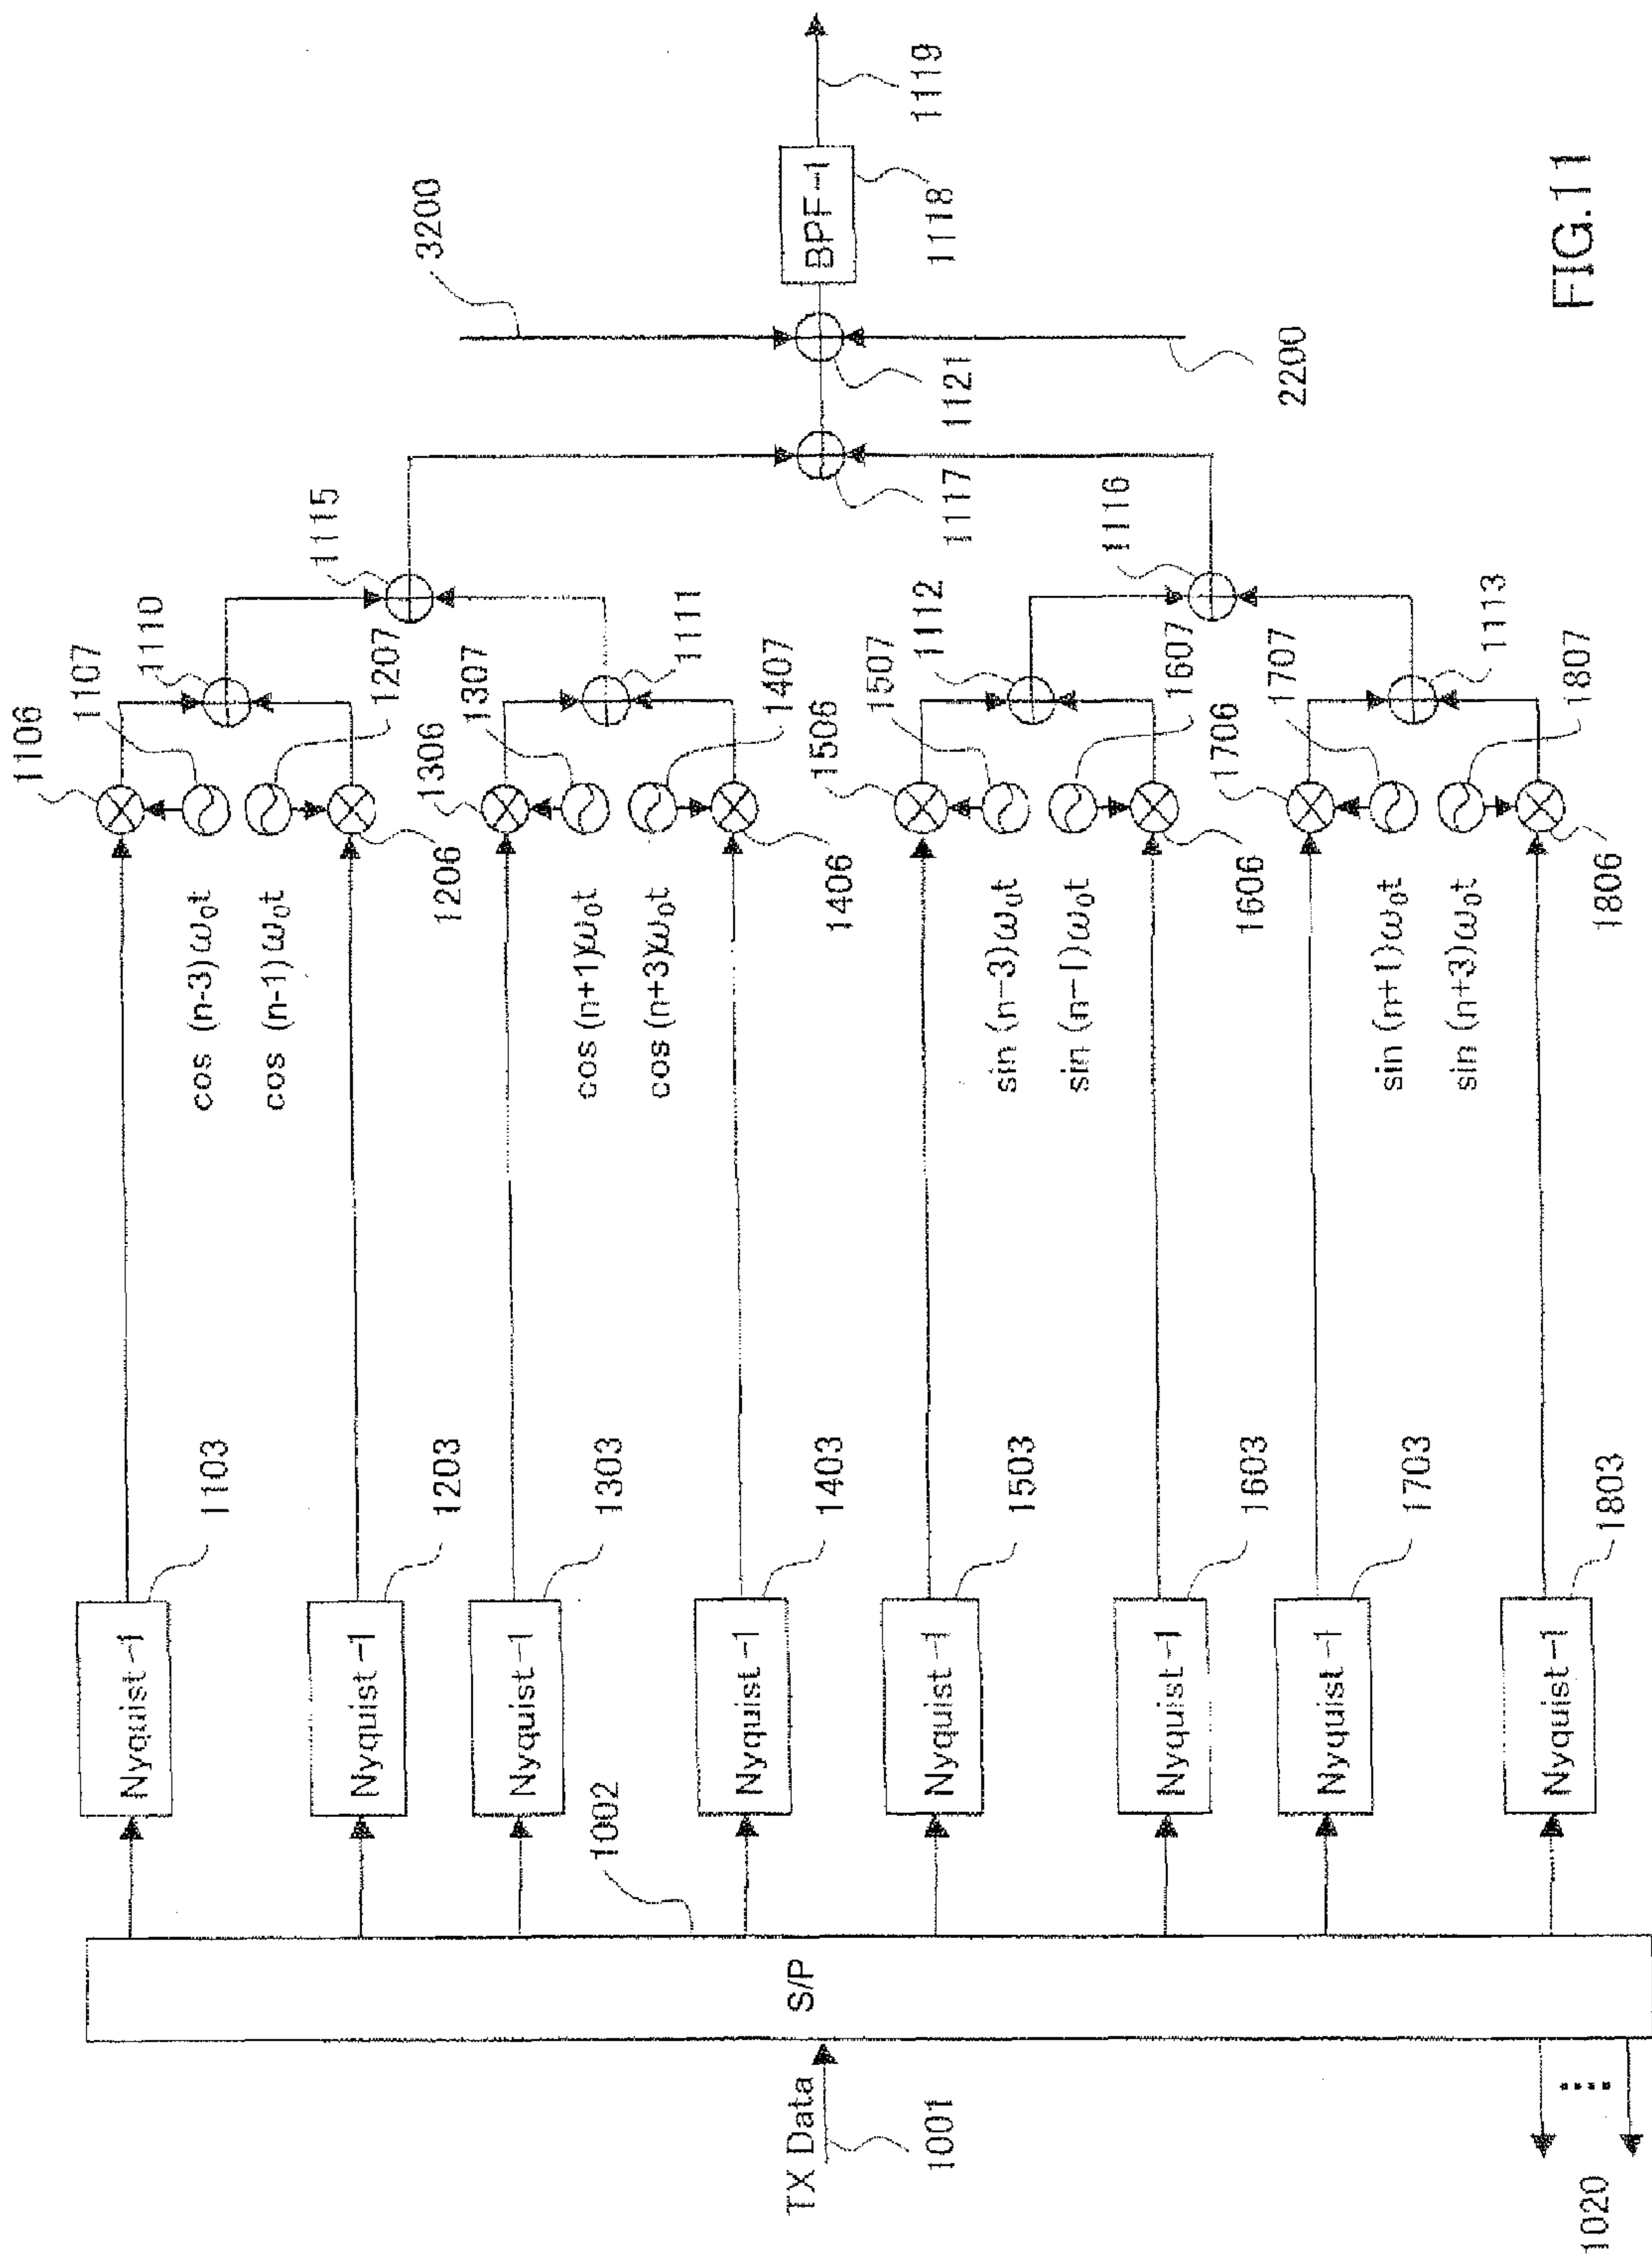 TX Data
1001
1020
S/P
1002
Nyquist-1
1103
Nyquist-1
1203
Nyquist-1
1303
Nyquist-1
1403
Nyquist-1
1503
Nyquist-1
1603
Nyquist-1
1703
Nyquist-1
1803
cos (n-3)ω₀t
cos (n-1)ω₀t
cos (n+1)ω₀t
cos (n+3)ω₀t
sin (n-3)ω₀t
sin (n-1)ω₀t
sin (n+1)ω₀t
sin (n+3)ω₀t
1106
1107
1110
1206
1207
1306
1307
1111
1406
1407
1506
1507
1112
1606
1607
1706
1707
1113
1806
1807
1115
1116
1117
1121
3200
2200
BPF-1
1118
1119
FIG.11